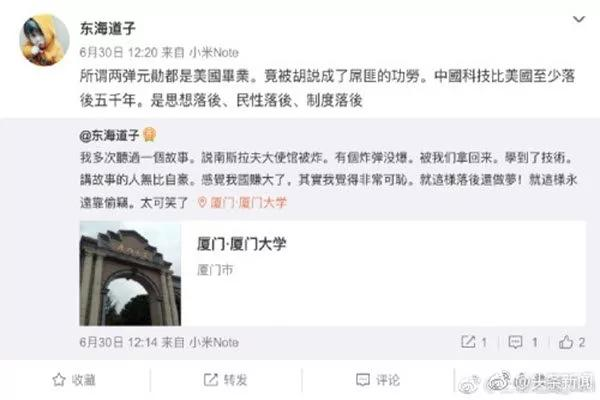 东海道子
6月30日 12:20 来自 小米Note
所谓两弹元勋都是美國畢業。竟被胡説成了屌匪的功勞。中國科技比美國至少落
後五千年。是思想落後、民性落後、制度落後
@东海道子
我多次聽過一個故事。説南斯拉夫大使馆被炸。有個炸弹没爆。被我們拿回来。學到了技術。
講故事的人無比自豪。感覺我國賺大了。其實我覺得非常可恥。就這樣落後還做夢！就這樣永
遠靠偷竊。太可笑了 厦门·厦门大学
厦门·厦门大学
厦门市
6月30日 12:14 来自 小米Note
1
1
2
收藏
转发
评论
@头条新闻